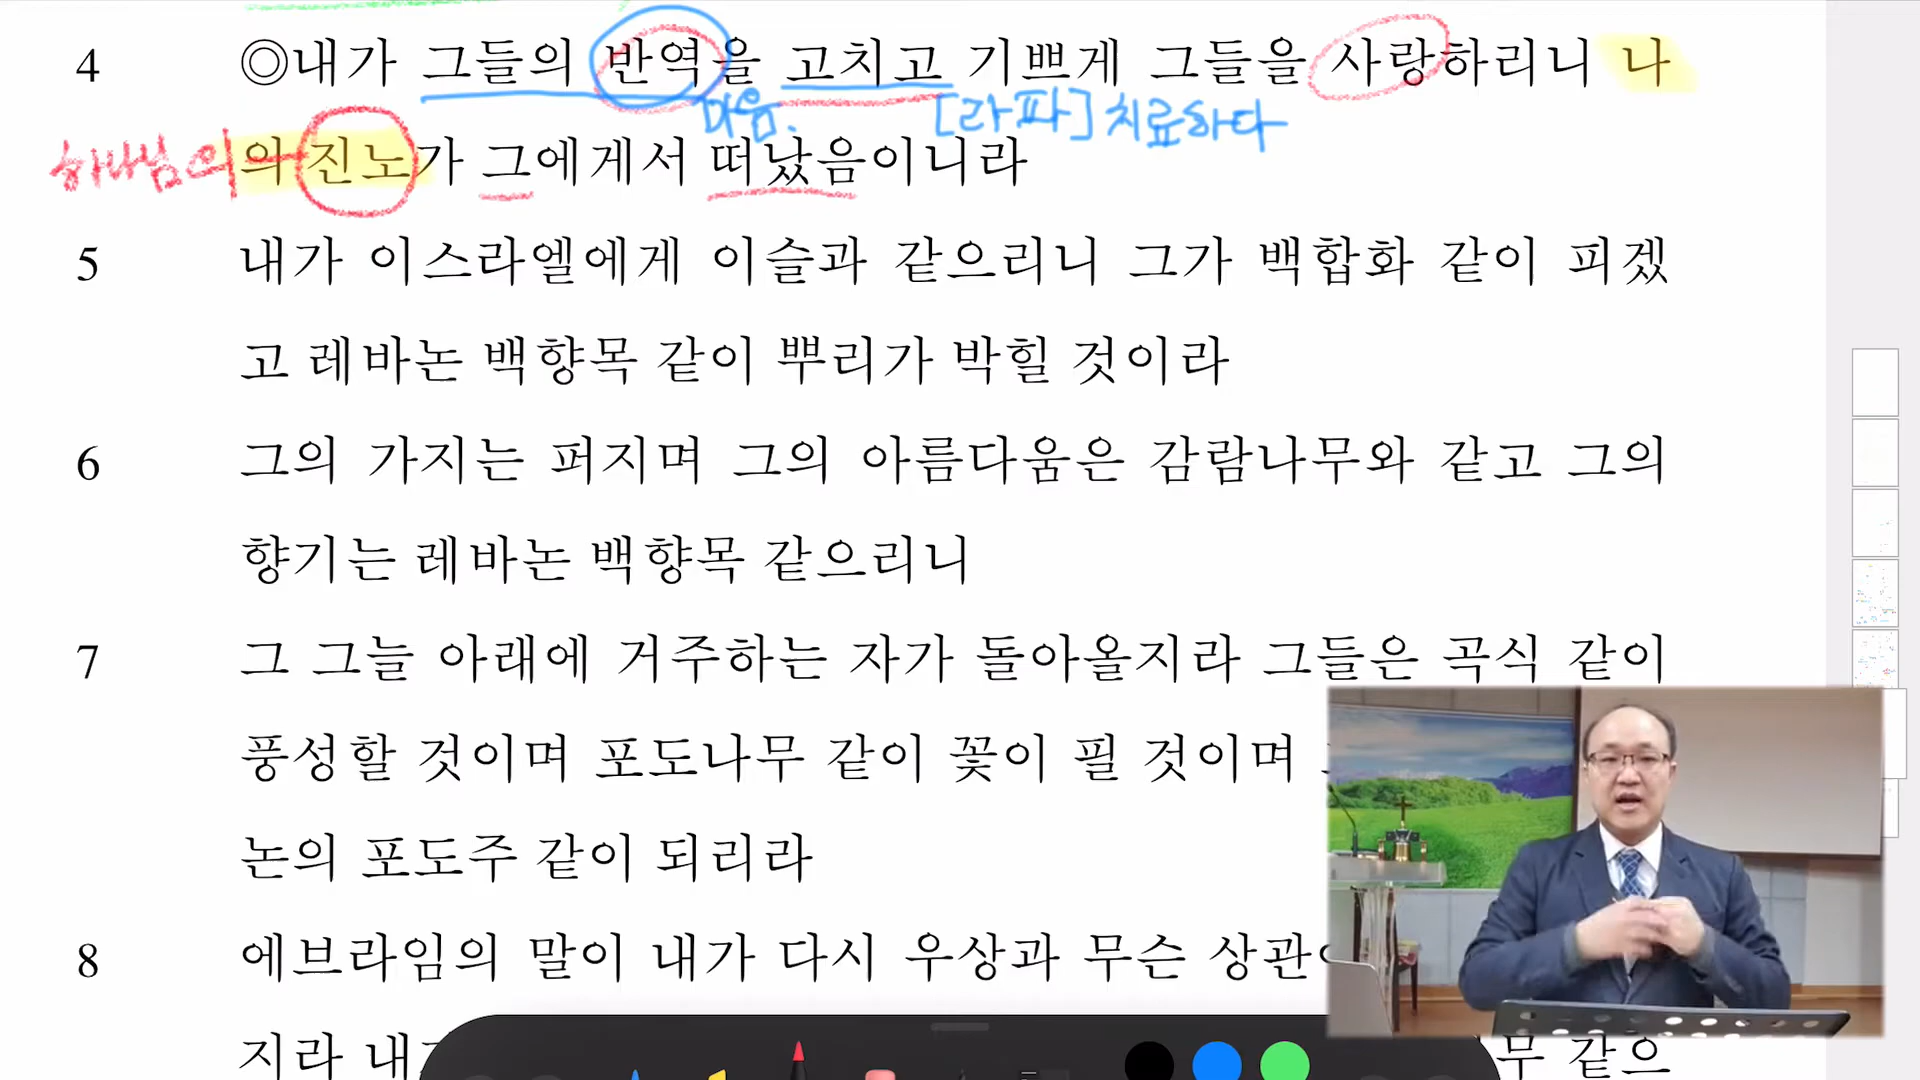 4 ◎내가 그들의 반역을 고치고 기쁘게 그들을 사랑하리니 나
마음. [라파] 치료하다
하나님의 의 진노가 그에게서 떠났음이니라
5 내가 이스라엘에게 이슬과 같으리니 그가 백합화 같이 피겠
고 레바논 백향목 같이 뿌리가 박힐 것이라
6 그의 가지는 퍼지며 그의 아름다움은 감람나무와 같고 그의
향기는 레바논 백향목 같으리니
7 그 그늘 아래에 거주하는 자가 돌아올지라 그들은 곡식 같이
풍성할 것이며 포도나무 같이 꽃이 필 것이며
논의 포도주 같이 되리라
8 에브라임의 말이 내가 다시 우상과 무슨 상관
지라 내 무 같으